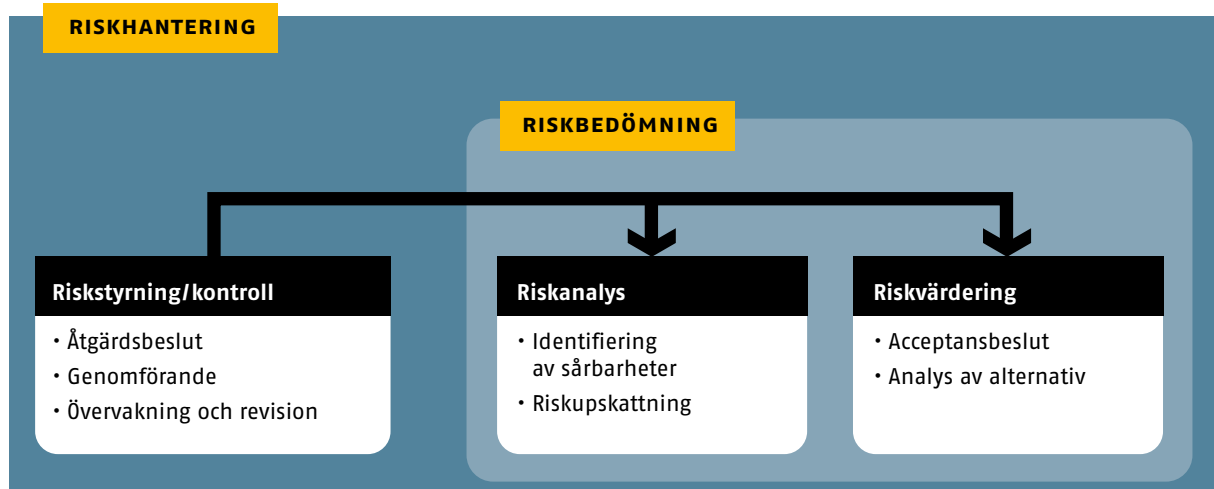 RISKHANTERING
RISKBEDÖMNING
Riskstyrning/kontroll
· Åtgärdsbeslut
· Genomförande
· Övervakning och revision
Riskanalys
· Identifiering
av sårbarheter
· Riskupskattning
Riskvärdering
· Acceptansbeslut
· Analys av alternativ